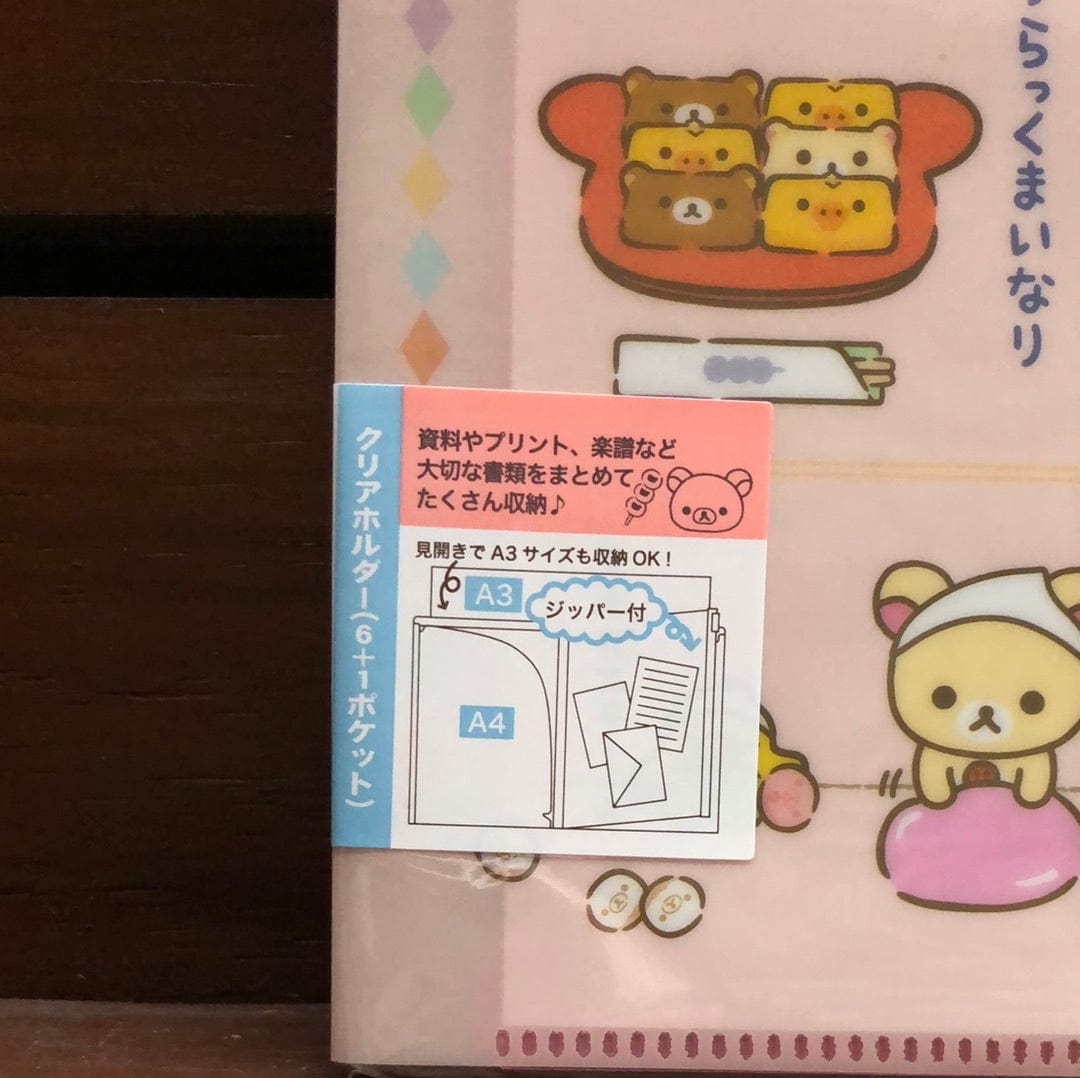 らっくまいなり
クリアホルダー(6+1ポケット)
資料やプリント、楽譜など
大切な書類をまとめて
たくさん収納♪
見開きでA3サイズも収納OK!
A3
ジッパー付
A4